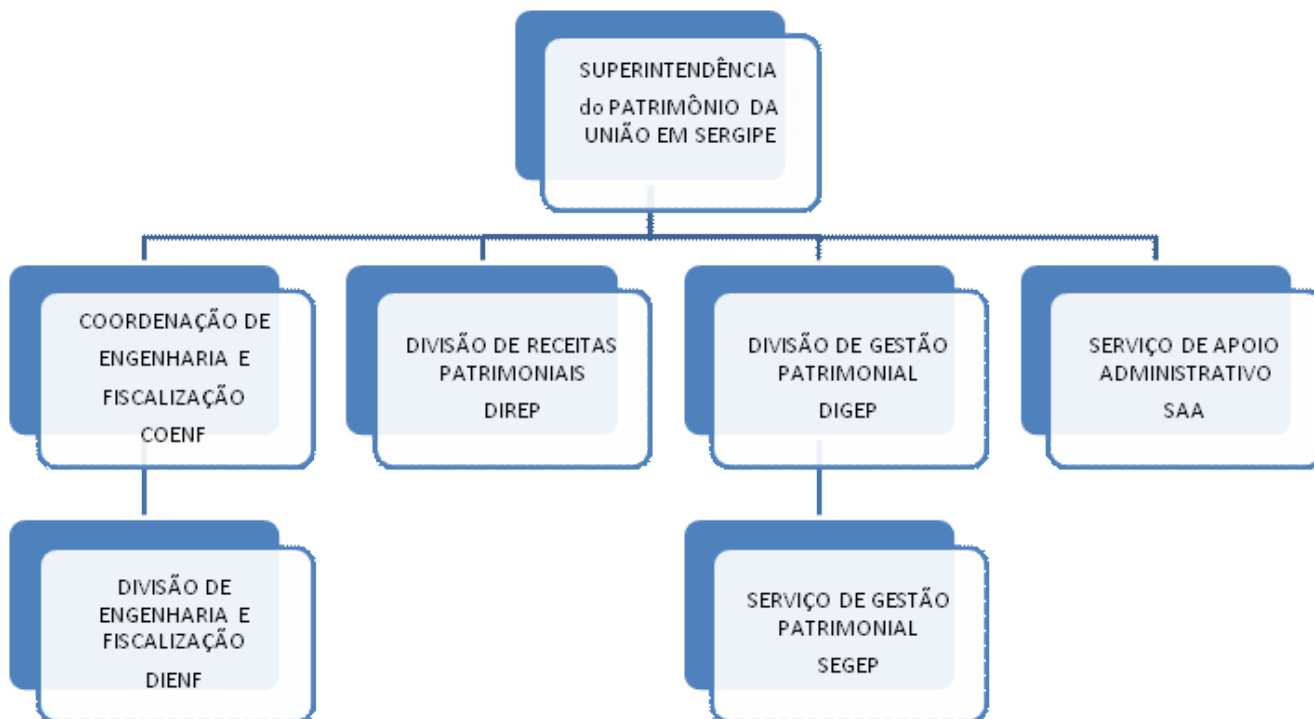 SUPERINTENDÊNCIA
do PATRIMÔNIO DA
UNIÃO EM SERGIPE
COORDENAÇÃO DE
ENGENHARIA E
FISCALIZAÇÃO
COENF
DIVISÃO DE RECEITAS
PATRIMONIAIS
DIREP
DIVISÃO DE GESTÃO
PATRIMONIAL
DIGEP
SERVIÇO DE APOIO
ADMINISTRATIVO
SAA
DIVISÃO DE
ENGENHARIA E
FISCALIZAÇÃO
DIENF
SERVIÇO DE GESTÃO
PATRIMONIAL
SEGEP